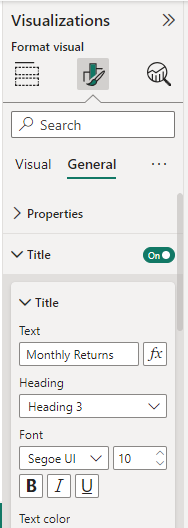 Visualizations
Format visual
Search
Visual General ...
Properties
Title On
Title
Text
Monthly Returns fx
Heading
Heading 3
Font
Segoe UI 10
B I U
Text color